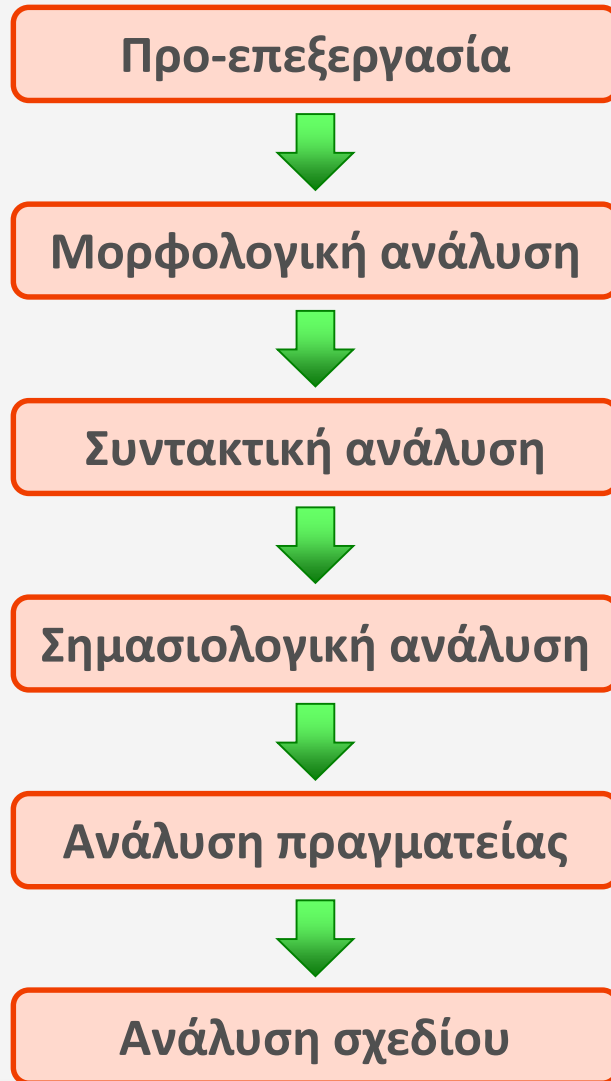 Προ-επεξεργασία
Μορφολογική ανάλυση
Συντακτική ανάλυση
Σημασιολογική ανάλυση
Ανάλυση πραγματείας
Ανάλυση σχεδίου